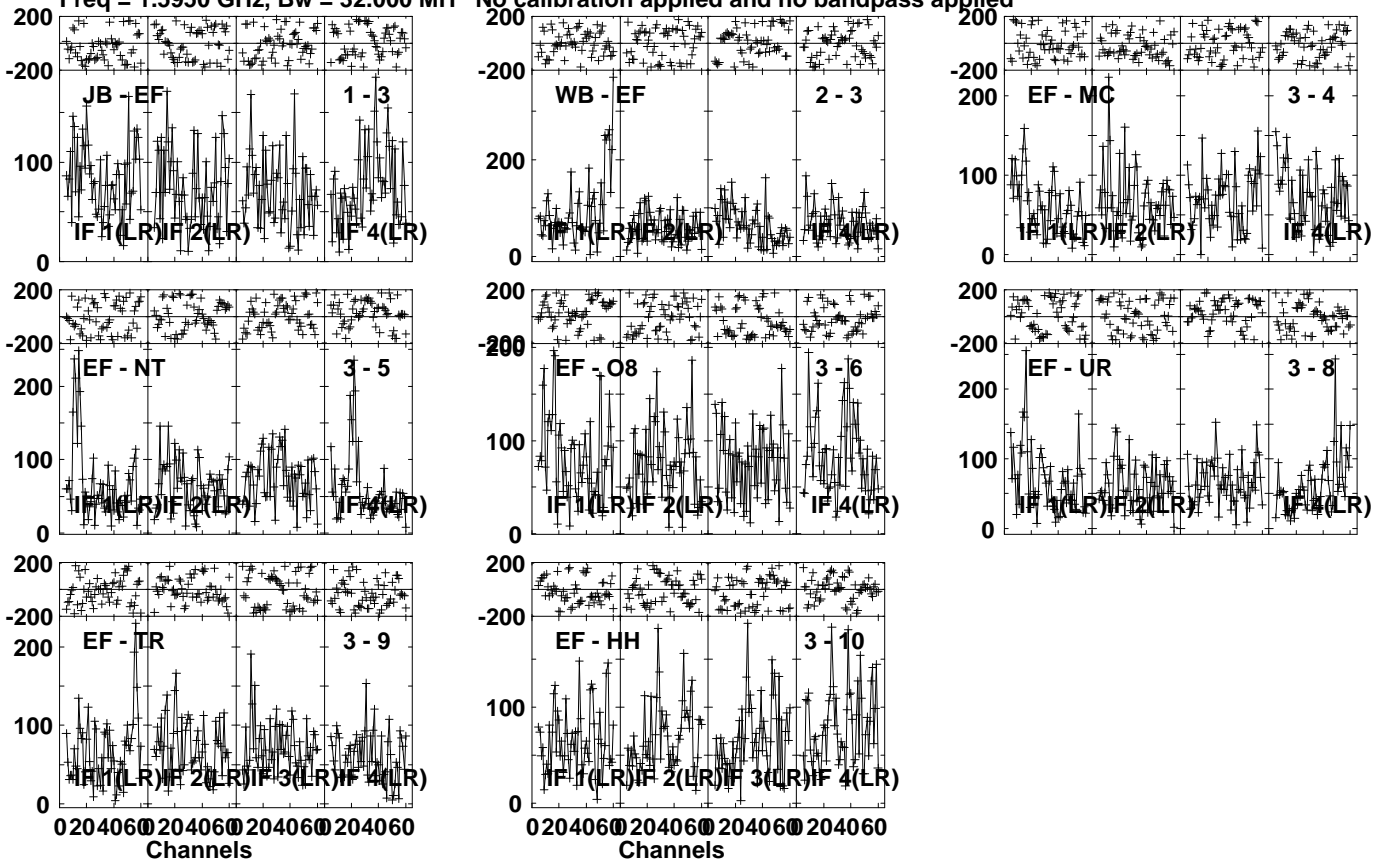 Freq = 1.5950 GHz, Bw = 32.000 MH No calibration applied and no bandpass applied
200
-200
JB - EF 1 - 3
100
0
IF 1(LR) IF 2(LR) IF 4(LR)
WB - EF 2 - 3
200
0
IF 1(LR) IF 2(LR) IF 4(LR)
200
-200
EF - MC 3 - 4
200
100
0
IF 1(LR) IF 2(LR) IF 4(LR)
200
-200
EF - NT 3 - 5
200
100
0
IF 1(LR) IF 2(LR) IF 4(LR)
200
-200
200
EF - O8 3 - 6
100
0
IF 1(LR) IF 2(LR) IF 4(LR)
200
-200
EF - UR 3 - 8
200
100
0
IF 1(LR) IF 2(LR) IF 4(LR)
200
-200
EF - TR 3 - 9
200
100
0
IF 1(LR) IF 2(LR) IF 3(LR) IF 4(LR)
0 20 40 60 0 20 40 60 0 20 40 60 0 20 40 60
Channels
200
-200
EF - HH 3 - 10
100
0
IF 1(LR) IF 2(LR) IF 3(LR) IF 4(LR)
0 20 40 60 0 20 40 60 0 20 40 60 0 20 40 60
Channels